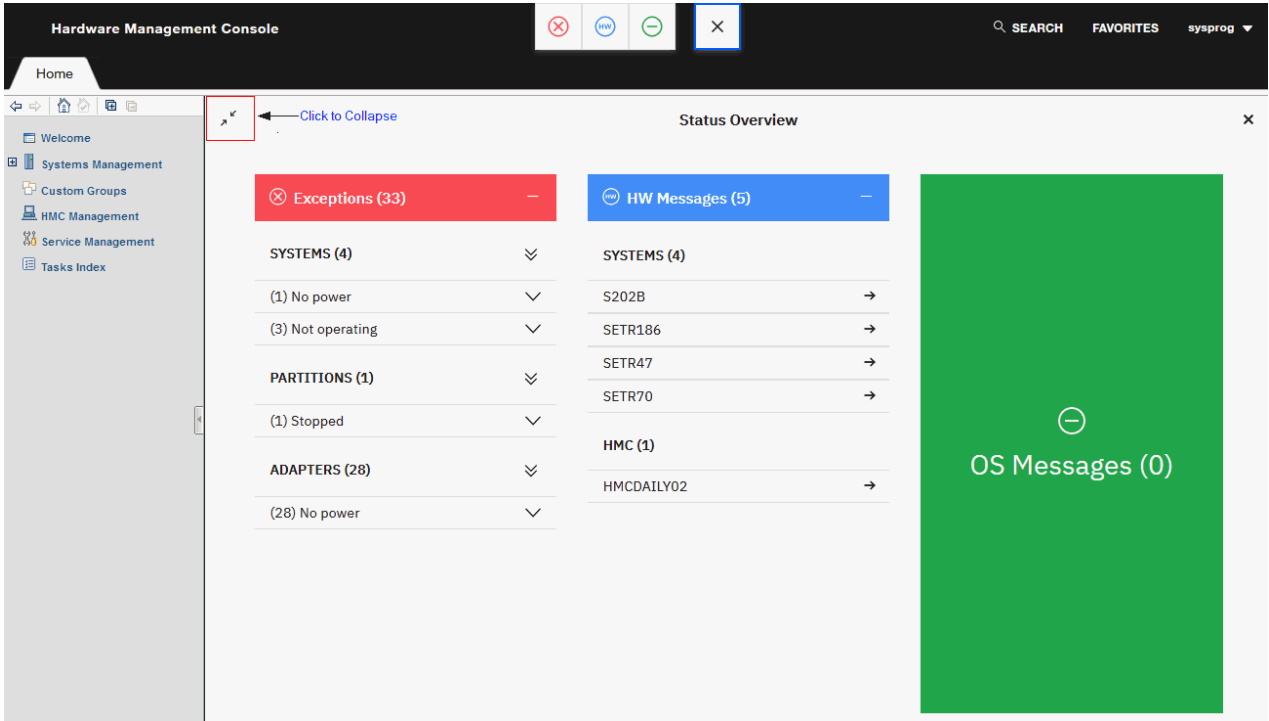 Hardware Management Console
HW
SEARCH
FAVORITES
sysprog
Home
Welcome
Systems Management
Custom Groups
HMC Management
Service Management
Tasks Index
Click to Collapse
Status Overview
Exceptions (33)
SYSTEMS (4)
(1) No power
(3) Not operating
PARTITIONS (1)
(1) Stopped
ADAPTERS (28)
(28) No power
HW HW Messages (5)
SYSTEMS (4)
S202B
SETR186
SETR47
SETR70
HMC (1)
HMCDAILY02
OS Messages (0)